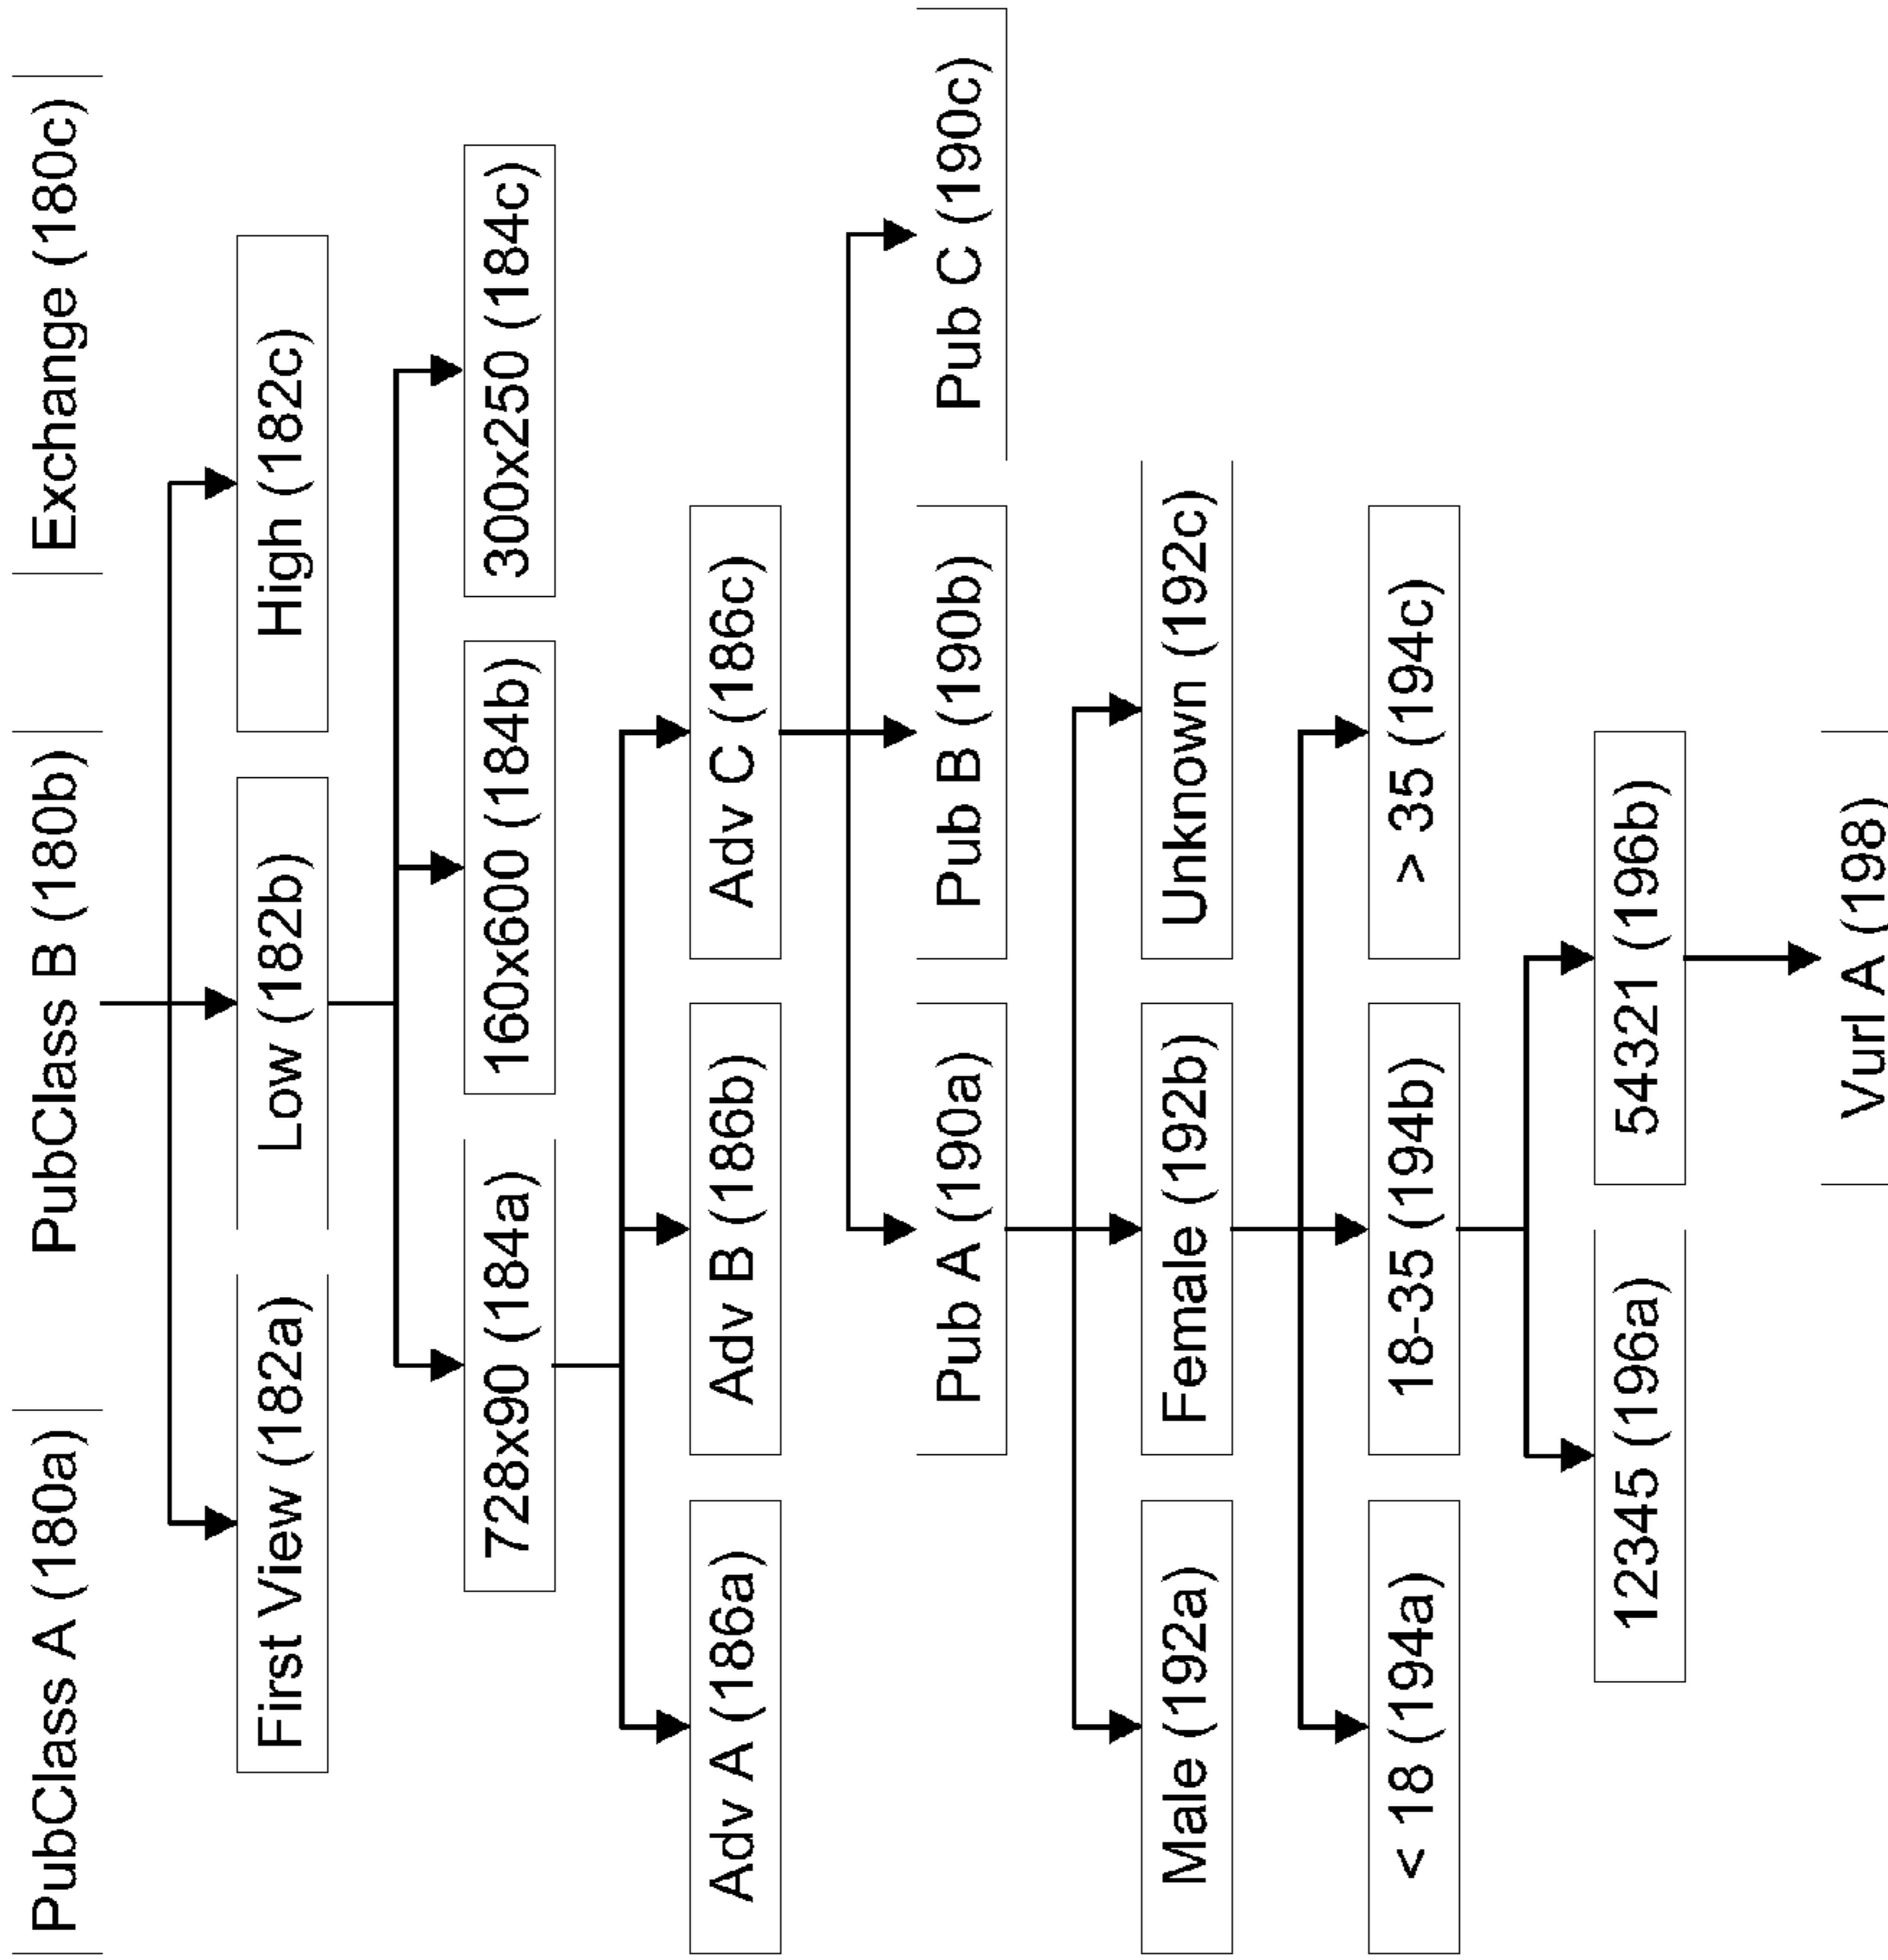 PubClass A (180a)
PubClass B (180b)
Exchange (180c)
First View (182a)
Low (182b)
High (182c)
728x90 (184a)
160x600 (184b)
300x250 (184c)
Adv A (186a)
Adv B (186b)
Adv C (186c)
Pub A (190a)
Pub B (190b)
Pub C (190c)
Male (192a)
Female (192b)
Unknown (192c)
< 18 (194a)
18-35 (194b)
> 35 (194c)
12345 (196a)
54321 (196b)
Vurl A (198)